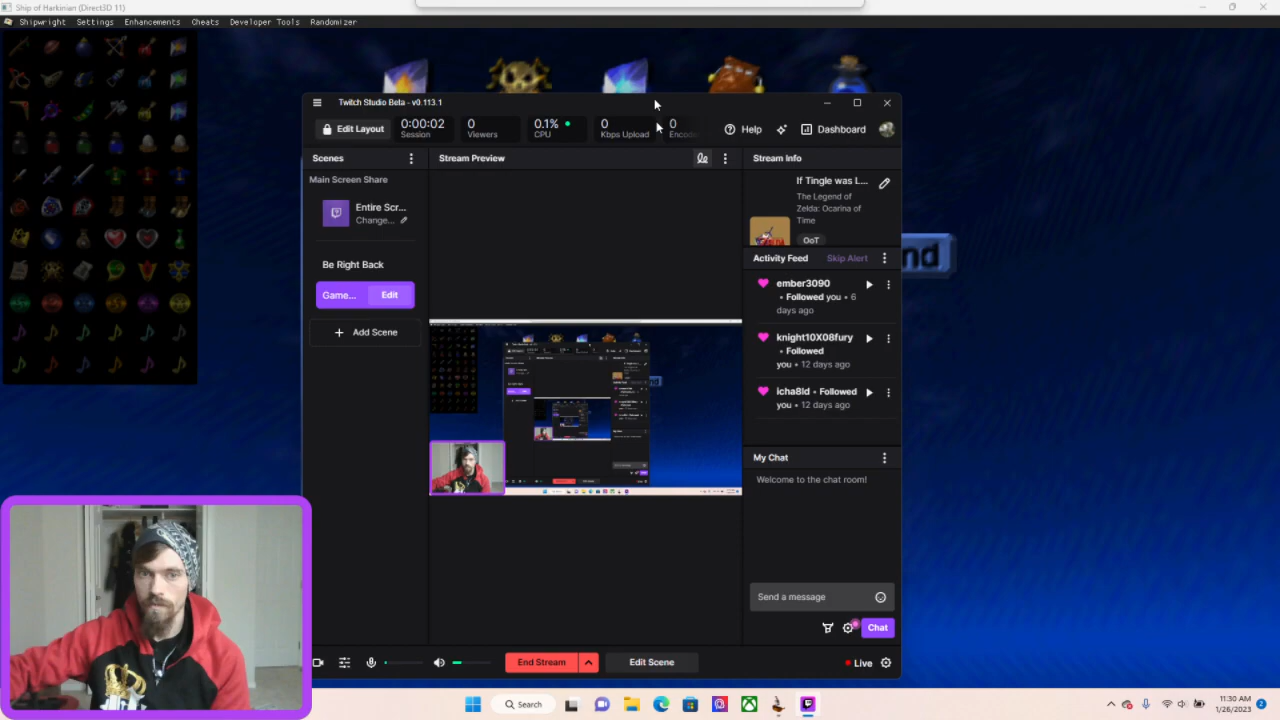 Ship of Harkinian (Direct3D 11)
Shipwright Settings Enhancements Cheats Developer Tools Randomizer
Twitch Studio Beta - v0.113.1
Edit Layout
0:00:02
Session
0
Viewers
0.1%
CPU
0
Kbps Upload
0
Help
Dashboard
Scenes
Stream Preview
Stream Info
Main Screen Share
Entire Scr...
Change...
Be Right Back
Game...
Edit
Add Scene
If Tingle was L...
The Legend of
Zelda: Ocarina of
Time
OoT
Activity Feed
Skip Alert
ember3090
• Followed you • 6
days ago
knight10X08fury
• Followed
you • 12 days ago
icha8ld • Followed
you • 12 days ago
My Chat
Welcome to the chat room!
Send a message
Chat
End Stream
Edit Scene
Live
Search
11:30 AM
1/26/2023
2